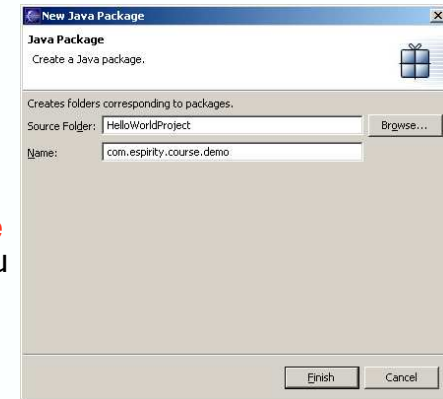 New Java Package
Java Package
Create a Java package.
Creates folders corresponding to packages.
Source Folder: HelloWorldProject Browse...
Name: com.espirity.course.demo
e
u
Finish Cancel